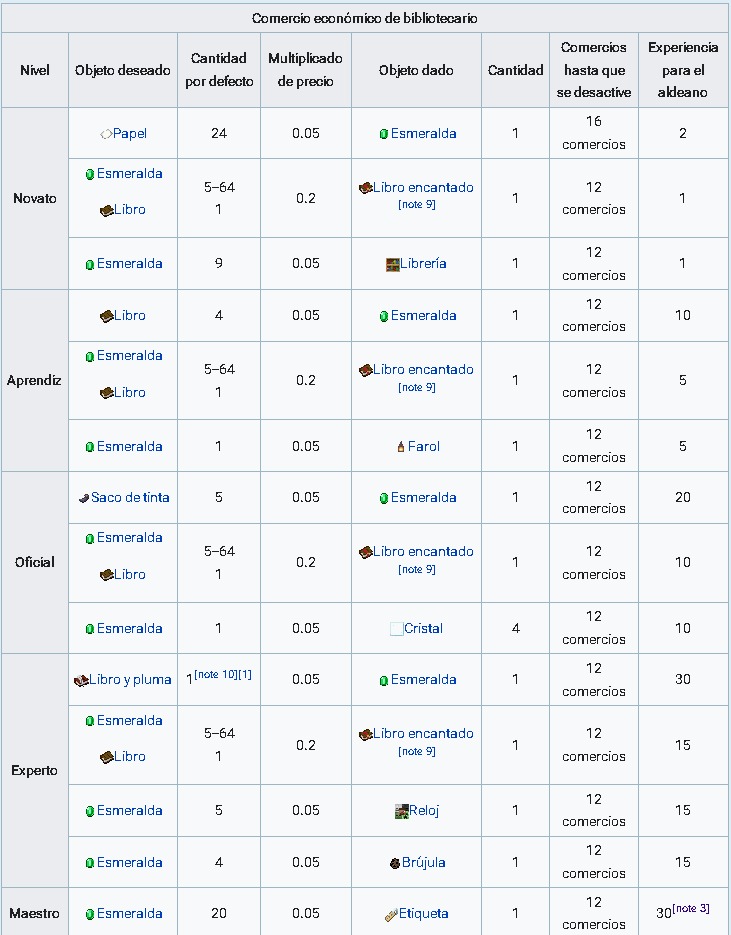 Comercio económico de bibliotecario
Nivel
Objeto deseado
Cantidad
por defecto
Multiplicado
de precio
Objeto dado
Cantidad
Comercios
hasta que
se desactive
Experiencia
para el
aldeano
Novato
Papel
24
0.05
Esmeralda
1
16
comercios
2
Esmeralda
Libro
5–64
1
0.2
Libro encantado
[note 9]
1
12
comercios
1
Esmeralda
9
0.05
Librería
1
12
comercios
1
Aprendiz
Libro
4
0.05
Esmeralda
1
12
comercios
10
Esmeralda
Libro
5–64
1
0.2
Libro encantado
[note 9]
1
12
comercios
5
Esmeralda
1
0.05
Farol
1
12
comercios
5
Oficial
Saco de tinta
5
0.05
Esmeralda
1
12
comercios
20
Esmeralda
Libro
5–64
1
0.2
Libro encantado
[note 9]
1
12
comercios
10
Esmeralda
1
0.05
Cristal
4
12
comercios
10
Experto
Libro y pluma
1[note 10][1]
0.05
Esmeralda
1
12
comercios
30
Esmeralda
Libro
5–64
1
0.2
Libro encantado
[note 9]
1
12
comercios
15
Esmeralda
5
0.05
Reloj
1
12
comercios
15
Esmeralda
4
0.05
Brújula
1
12
comercios
15
Maestro
Esmeralda
20
0.05
Etiqueta
1
12
comercios
30[note 3]